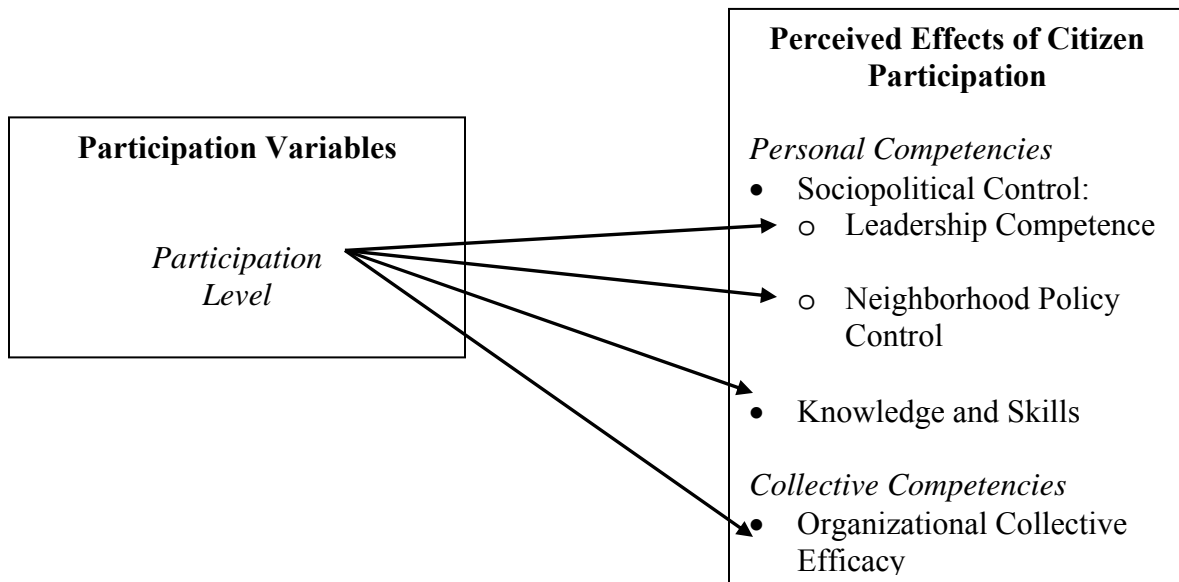 Participation Variables
Participation
Level
Perceived Effects of Citizen
Participation
Personal Competencies
• Sociopolitical Control:
o Leadership Competence
o Neighborhood Policy
Control
• Knowledge and Skills
Collective Competencies
• Organizational Collective
Efficacy